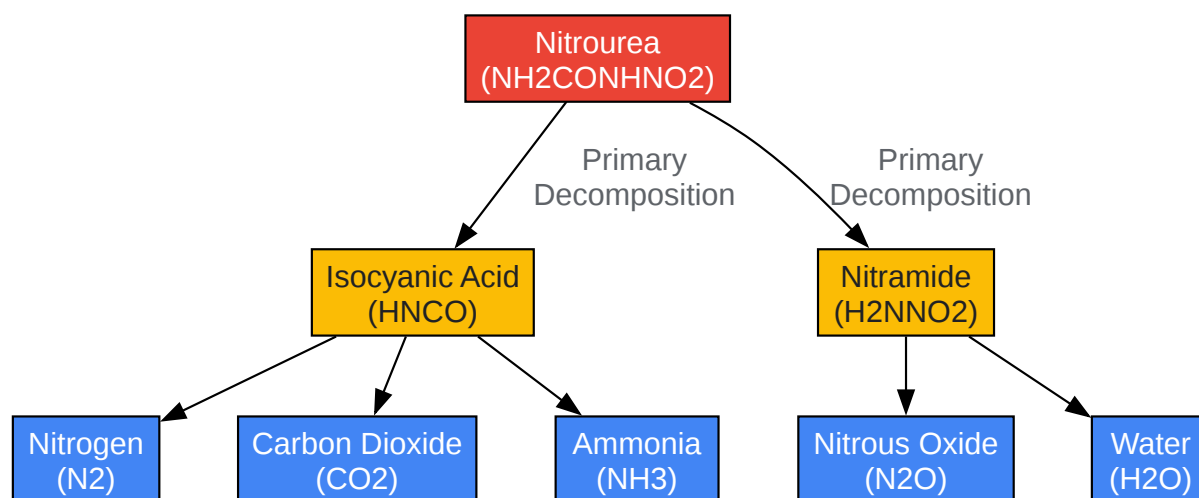 Nitrourea
(NH2CONHNO2)
Primary
Decomposition
Primary
Decomposition
Isocyanic Acid
(HNCO)
Nitramide
(H2NNO2)
Nitrogen
(N2)
Carbon Dioxide
(CO2)
Ammonia
(NH3)
Nitrous Oxide
(N2O)
Water
(H2O)